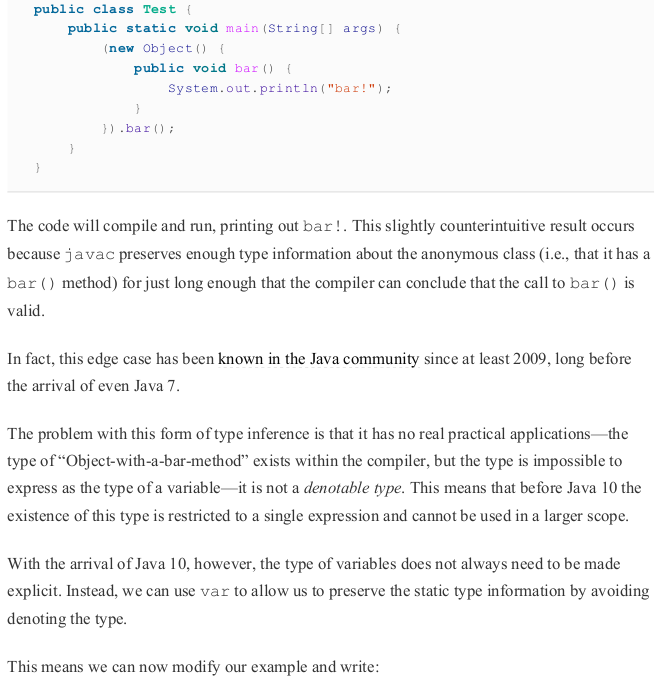 public class Test {
    public static void main(String[] args) {
        (new Object() {
            public void bar() {
                System.out.println("bar!");
            }
        }).bar();
    }
}
The code will compile and run, printing out bar!. This slightly counterintuitive result occurs
because javac preserves enough type information about the anonymous class (i.e., that it has a
bar() method) for just long enough that the compiler can conclude that the call to bar() is
valid.
In fact, this edge case has been known in the Java community since at least 2009, long before
the arrival of even Java 7.
The problem with this form of type inference is that it has no real practical applications—the
type of “Object-with-a-bar-method” exists within the compiler, but the type is impossible to
express as the type of a variable—it is not a denotable type. This means that before Java 10 the
existence of this type is restricted to a single expression and cannot be used in a larger scope.
With the arrival of Java 10, however, the type of variables does not always need to be made
explicit. Instead, we can use var to allow us to preserve the static type information by avoiding
denoting the type.
This means we can now modify our example and write: